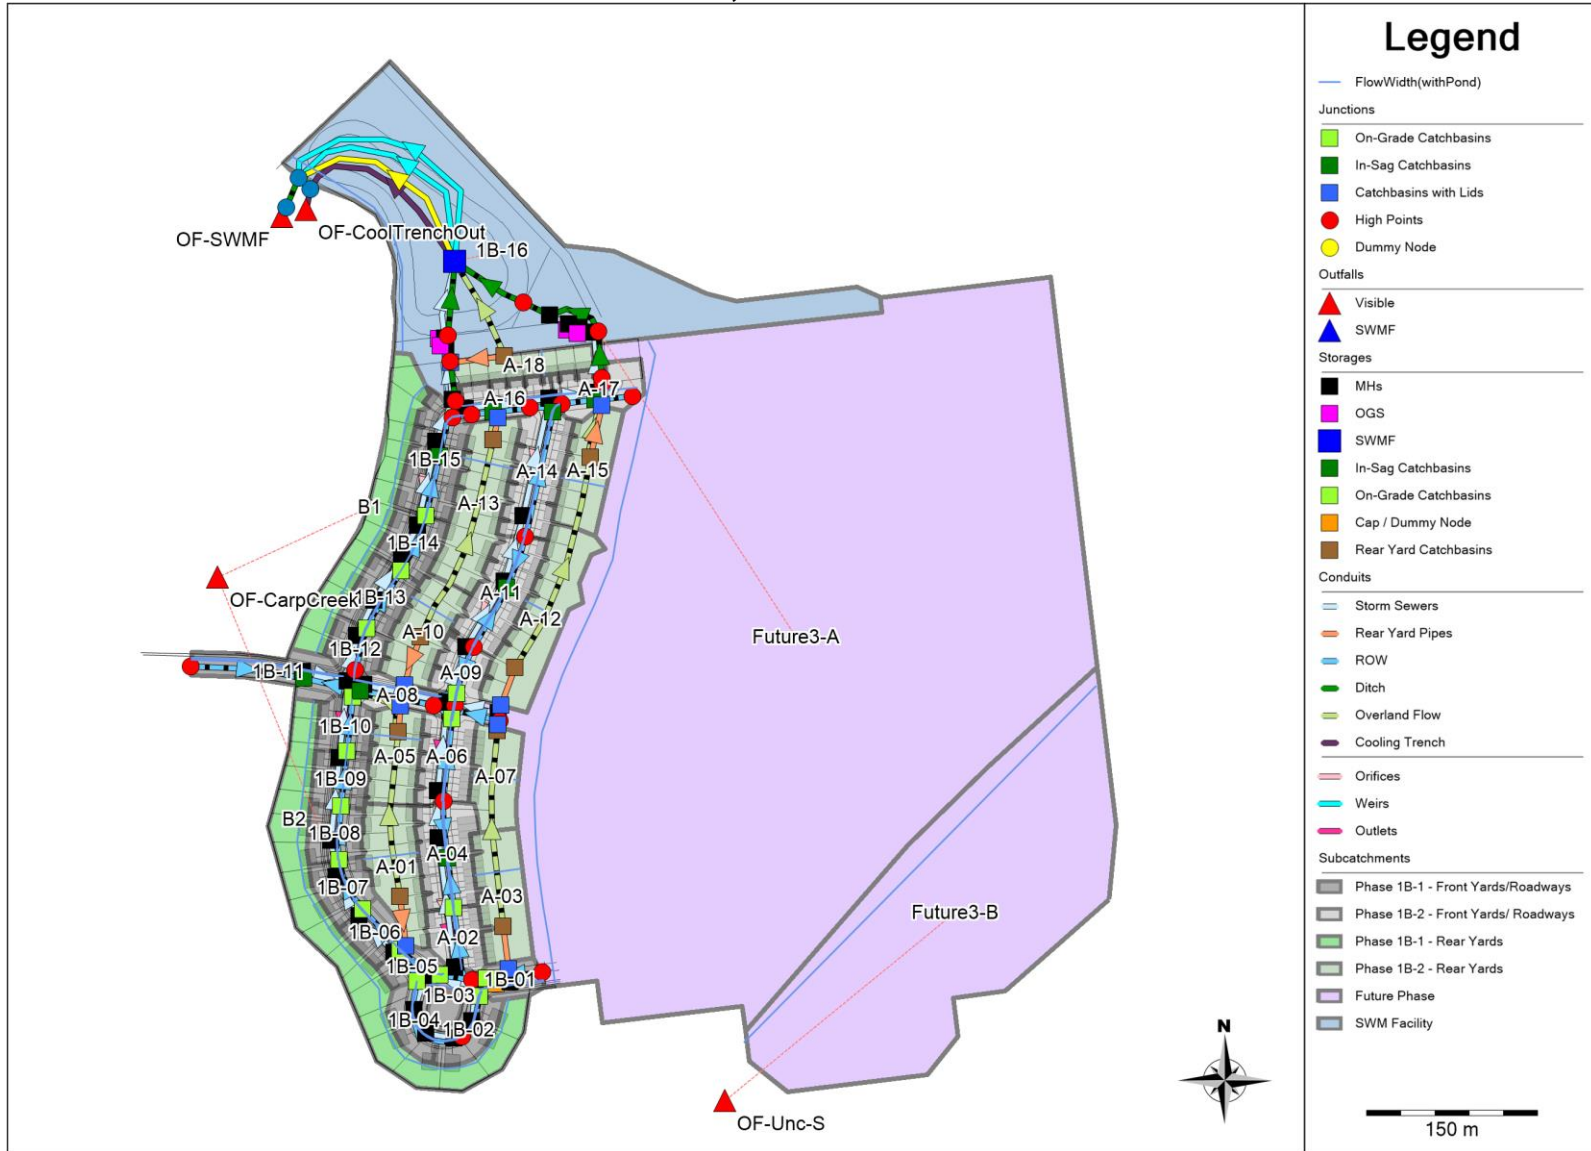 Legend
FlowWidth(withPond)
Junctions
On-Grade Catchbasins
In-Sag Catchbasins
Catchbasins with Lids
High Points
Dummy Node
Outfalls
Visible
SWMF
Storages
MHs
OGS
SWMF
In-Sag Catchbasins
On-Grade Catchbasins
Cap / Dummy Node
Rear Yard Catchbasins
Conduits
Storm Sewers
Rear Yard Pipes
ROW
Ditch
Overland Flow
Cooling Trench
Orifices
Weirs
Outlets
Subcatchments
Phase 1B-1 - Front Yards/Roadways
Phase 1B-2 - Front Yards/ Roadways
Phase 1B-1 - Rear Yards
Phase 1B-2 - Rear Yards
Future Phase
SWM Facility
N
150 m
OF-SWMF
OF-CoolTrenchOut
1B-16
A-18
A-17
A-16
1B-15
A-14
A-15
A-13
B1
1B-14
OF-CarpCreek
1B-13
A-11
A-12
A-10
1B-12
1B-11
A-09
A-08
1B-10
A-05
A-06
A-07
1B-09
B2
1B-08
A-04
A-01
1B-07
A-03
1B-06
A-02
1B-05
1B-01
1B-03
1B-04
1B-02
Future3-A
Future3-B
OF-Unc-S